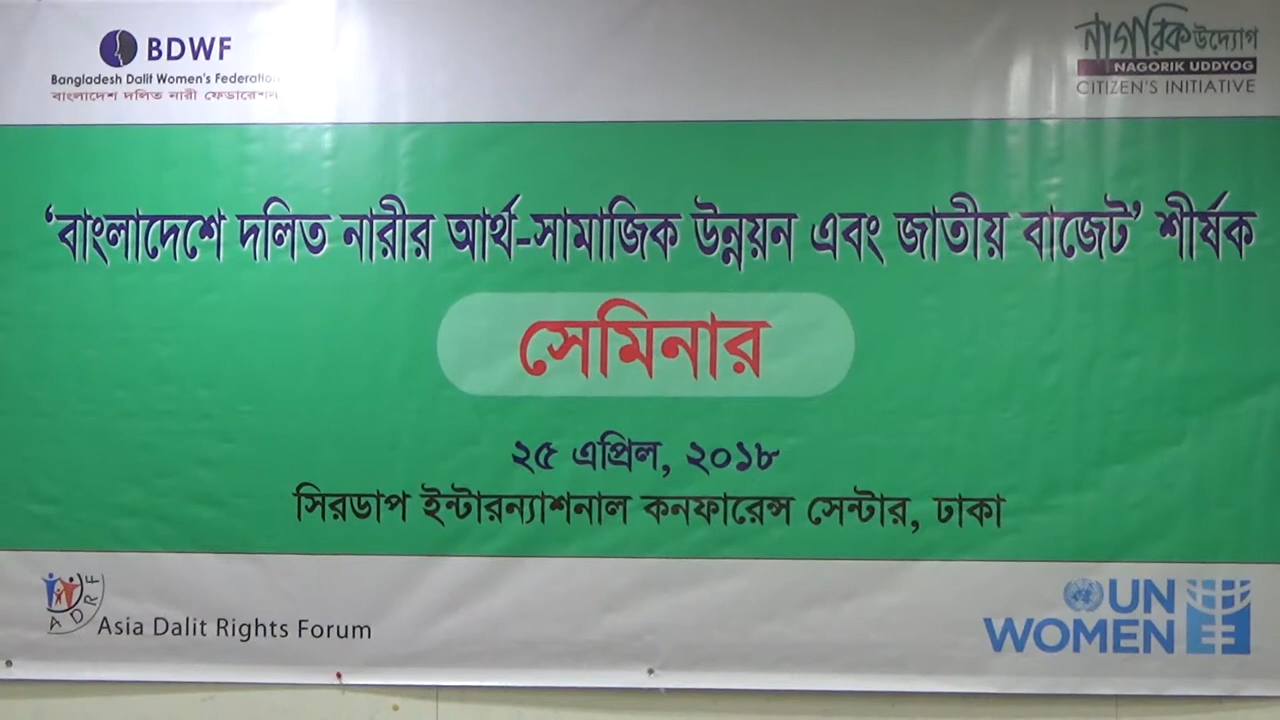 BDWF
Bangladesh Dalit Women's Federation
বাংলাদেশ দলিত নারী ফেডারেশন
নাগরিক উদ্যোগ
NAGORIK UDDYOG
CITIZEN'S INITIATIVE
‘বাংলাদেশে দলিত নারীর আর্থ-সামাজিক উন্নয়ন এবং জাতীয় বাজেট’ শীর্ষক
সেমিনার
২৫ এপ্রিল, ২০১৮
সিরডাপ ইন্টারন্যাশনাল কনফারেন্স সেন্টার, ঢাকা
ADRF
Asia Dalit Rights Forum
UN
WOMEN